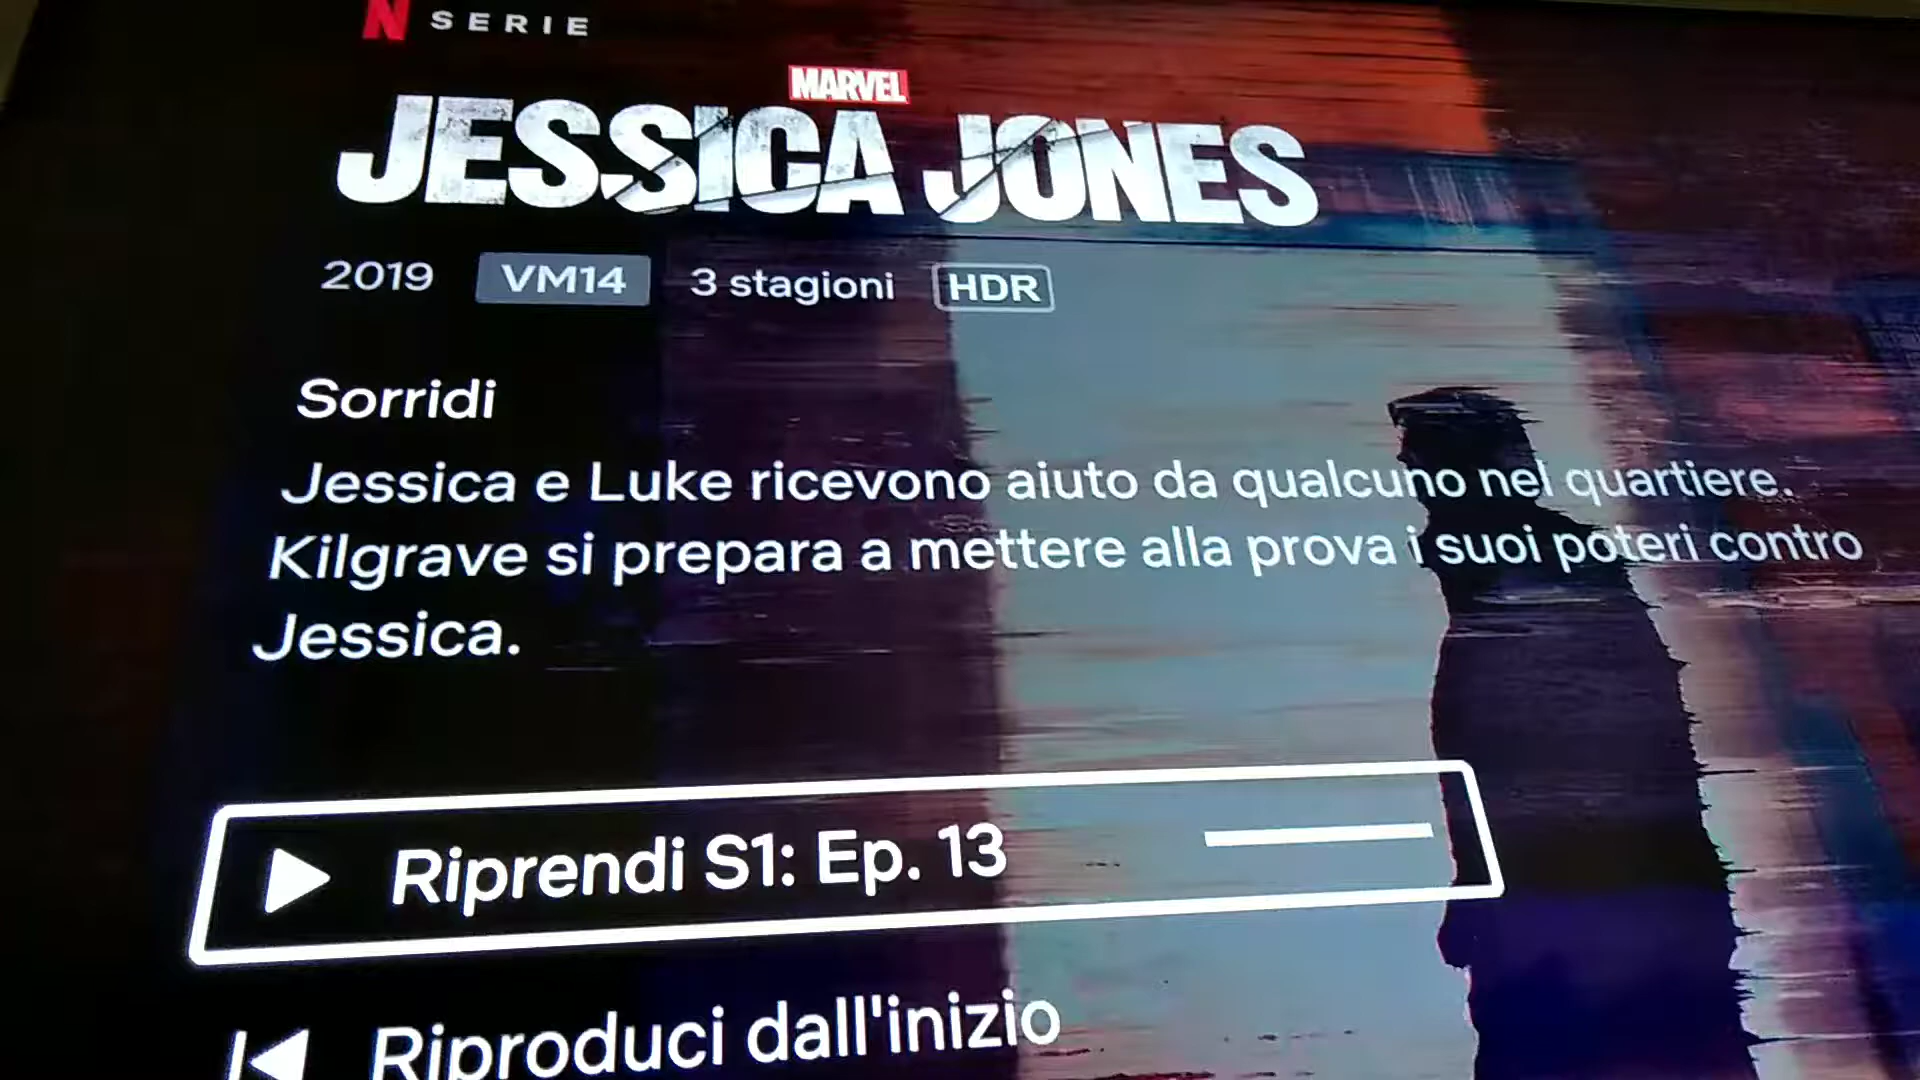 N SERIE
MARVEL
JESSICA JONES
2019 VM14 3 stagioni HDR
Sorridi
Jessica e Luke ricevono aiuto da qualcuno nel quartiere.
Kilgrave si prepara a mettere alla prova i suoi poteri contro
Jessica.
Riprendi S1: Ep. 13
Riproduci dall'inizio